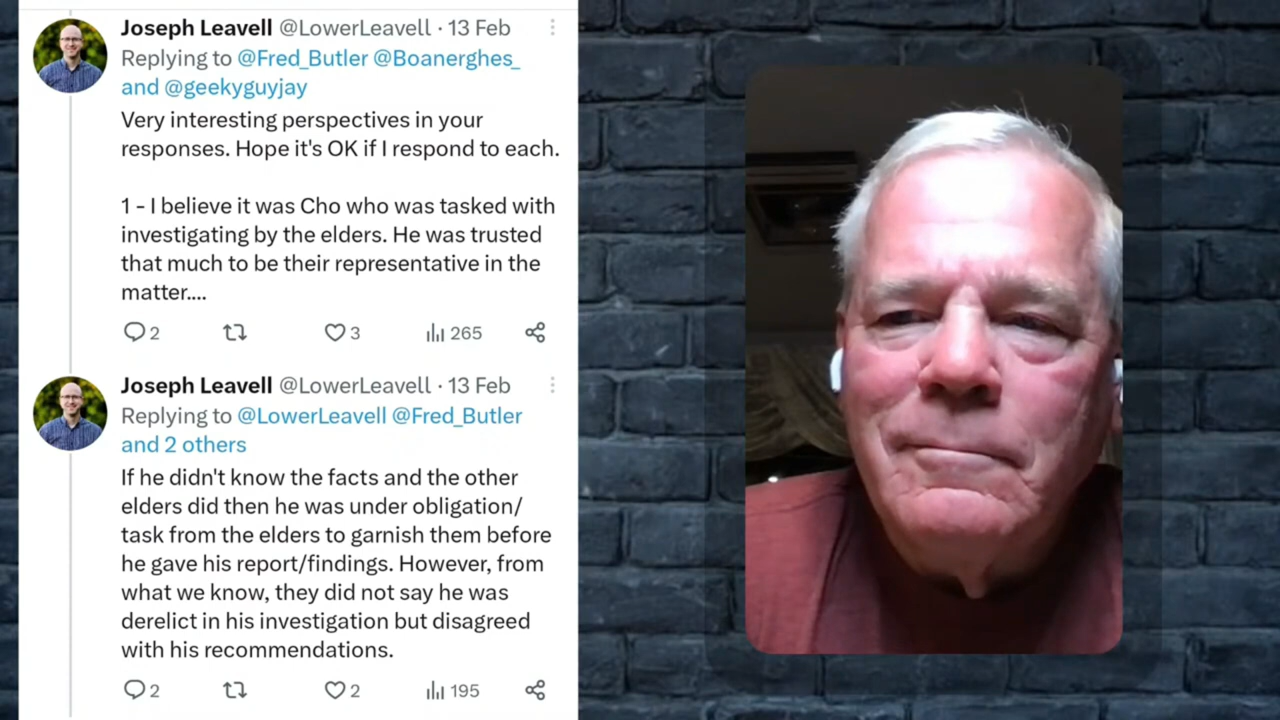 Joseph Leavell @LowerLeavell · 13 Feb
Replying to @Fred_Butler @Boanerghes_
and @geekyguyjay
Very interesting perspectives in your
responses. Hope it's OK if I respond to each.
1 - I believe it was Cho who was tasked with
investigating by the elders. He was trusted
that much to be their representative in the
matter....
2 3 265
Joseph Leavell @LowerLeavell · 13 Feb
Replying to @LowerLeavell @Fred_Butler
and 2 others
If he didn't know the facts and the other
elders did then he was under obligation/
task from the elders to garnish them before
he gave his report/findings. However, from
what we know, they did not say he was
derelict in his investigation but disagreed
with his recommendations.
2 2 195